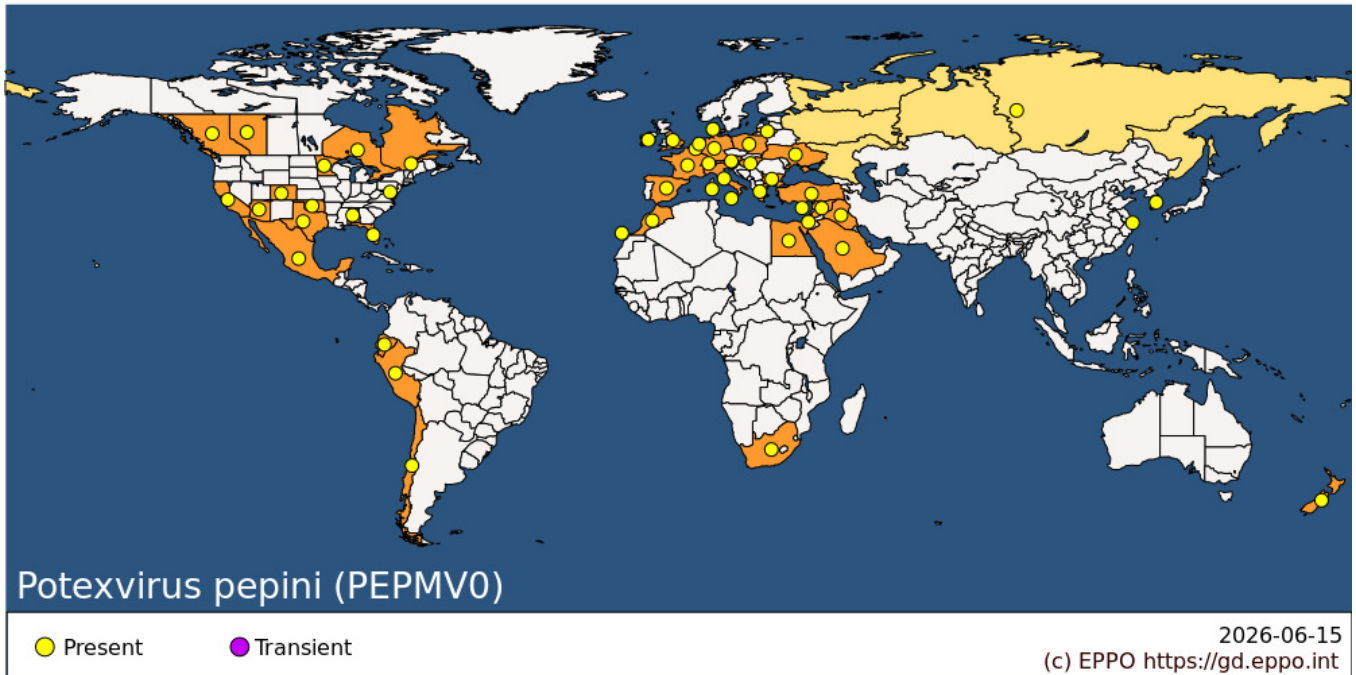 Potexvirus pepini (PEPMV0)
Present
Transient
2026-06-15
(c) EPPO https://gd.eppo.int